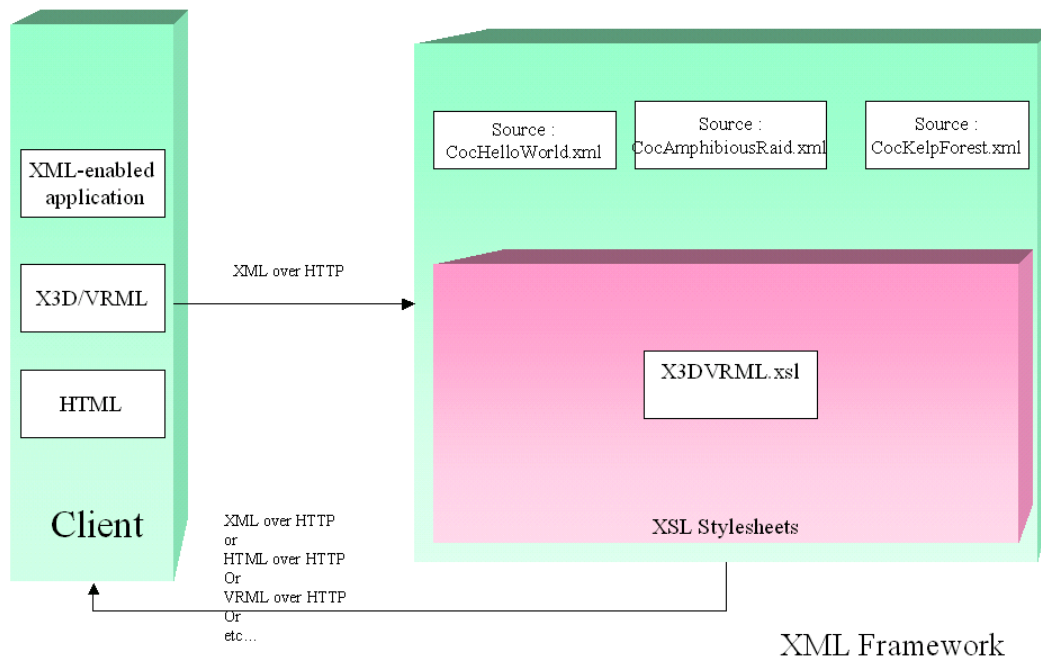 XML-enabled
application
X3D/VRML
HTML
Client
XML over HTTP
XML over HTTP
or
HTML over HTTP
Or
VRML over HTTP
Or
etc...
Source :
CocHelloWorld.xml
Source :
CocAmphibiousRaid.xml
Source :
CocKelpForest.xml
X3DVRML.xsl
XSL Stylesheets
XML Framework